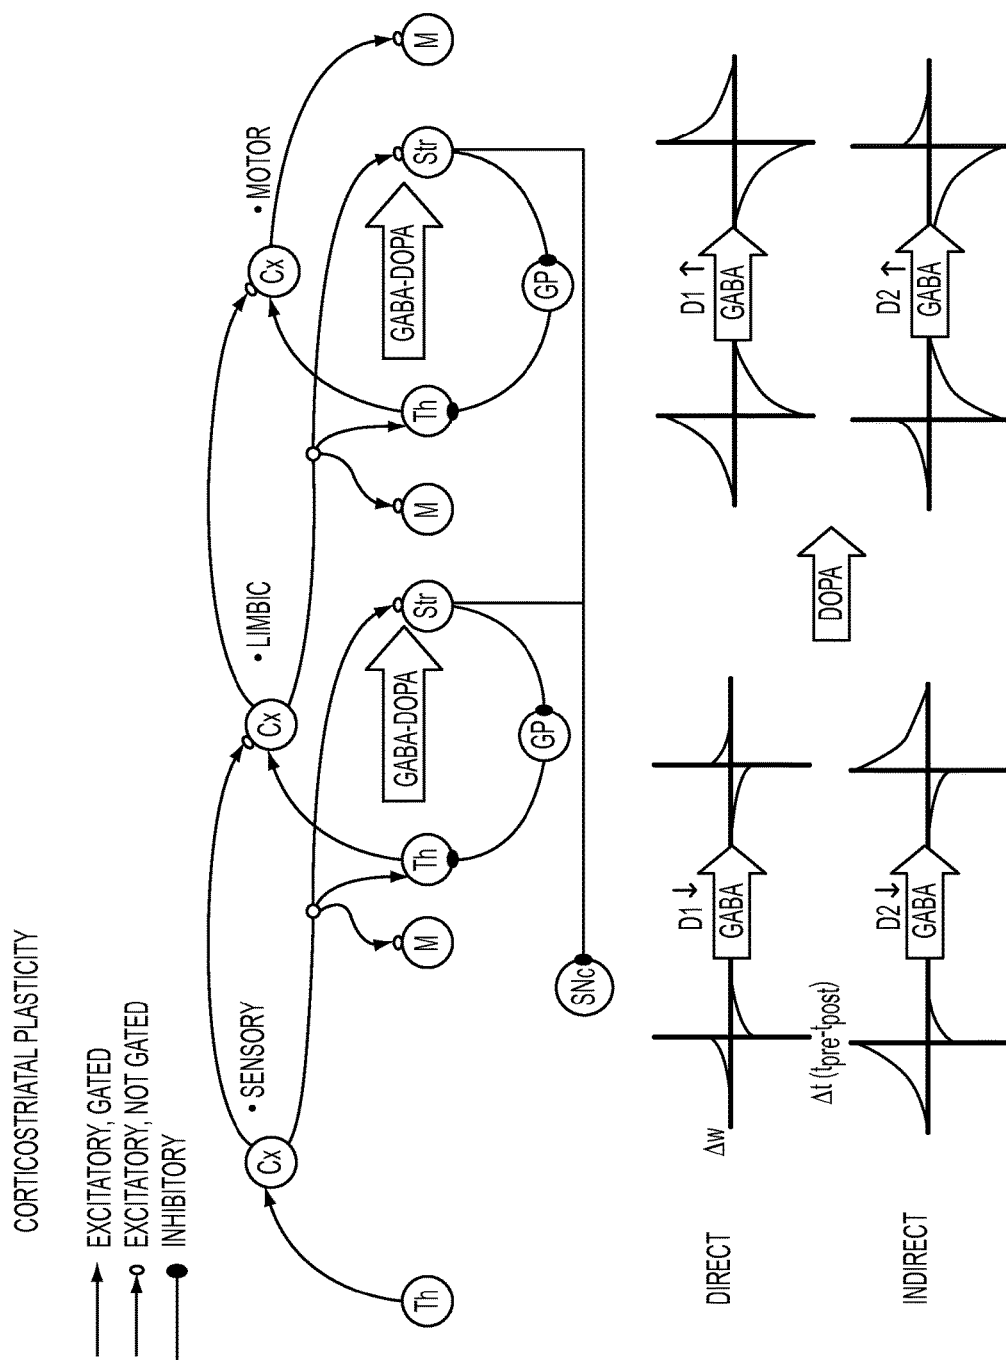 CORTICOSTRIATAL PLASTICITY
EXCITATORY, GATED
EXCITATORY, NOT GATED
INHIBITORY
• SENSORY
• LIMBIC
• MOTOR
Th
Cx
Cx
Cx
M
M
M
Th
Th
GABA-DOPA
GABA-DOPA
Str
Str
GP
GP
SNc
DIRECT
Δw
D1 ↓
GABA
D1 ↑
GABA
Δt (tpre-tpost)
DOPA
INDIRECT
D2 ↓
GABA
D2 ↑
GABA